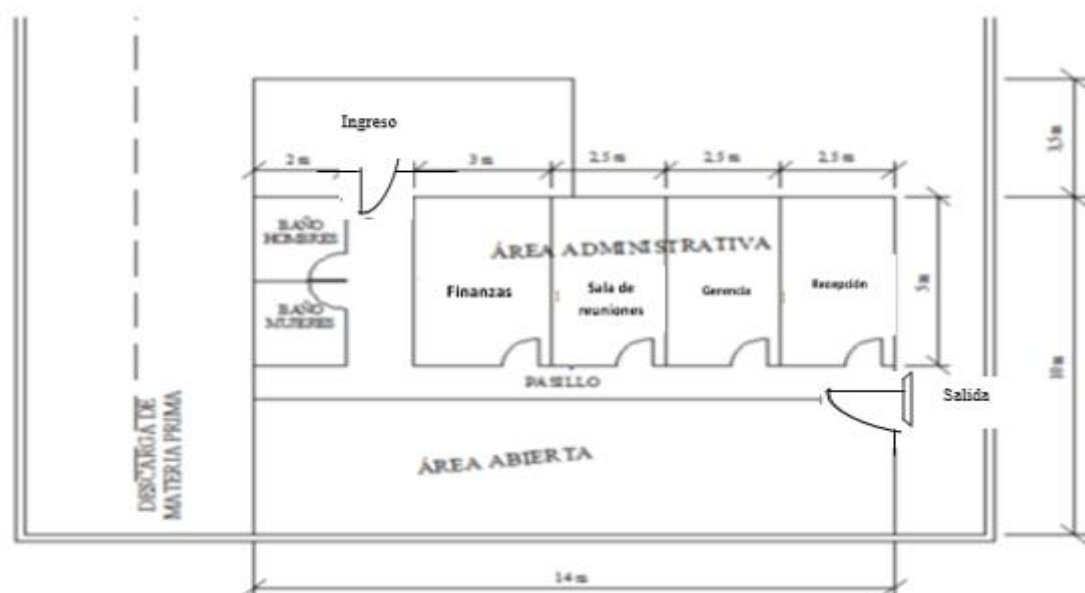 Ingreso
2 m
3 m
2,5 m
2,5 m
2,5 m
3,5 m
BAÑO
HOMBRES
ÁREA ADMINISTRATIVA
Finanzas
Sala de
reuniones
Gerencia
Recepción
5 m
BAÑO
MUJERES
10 m
PASILLO
Salida
DESCARGA DE
MATERIA PRIMA
ÁREA ABIERTA
14 m